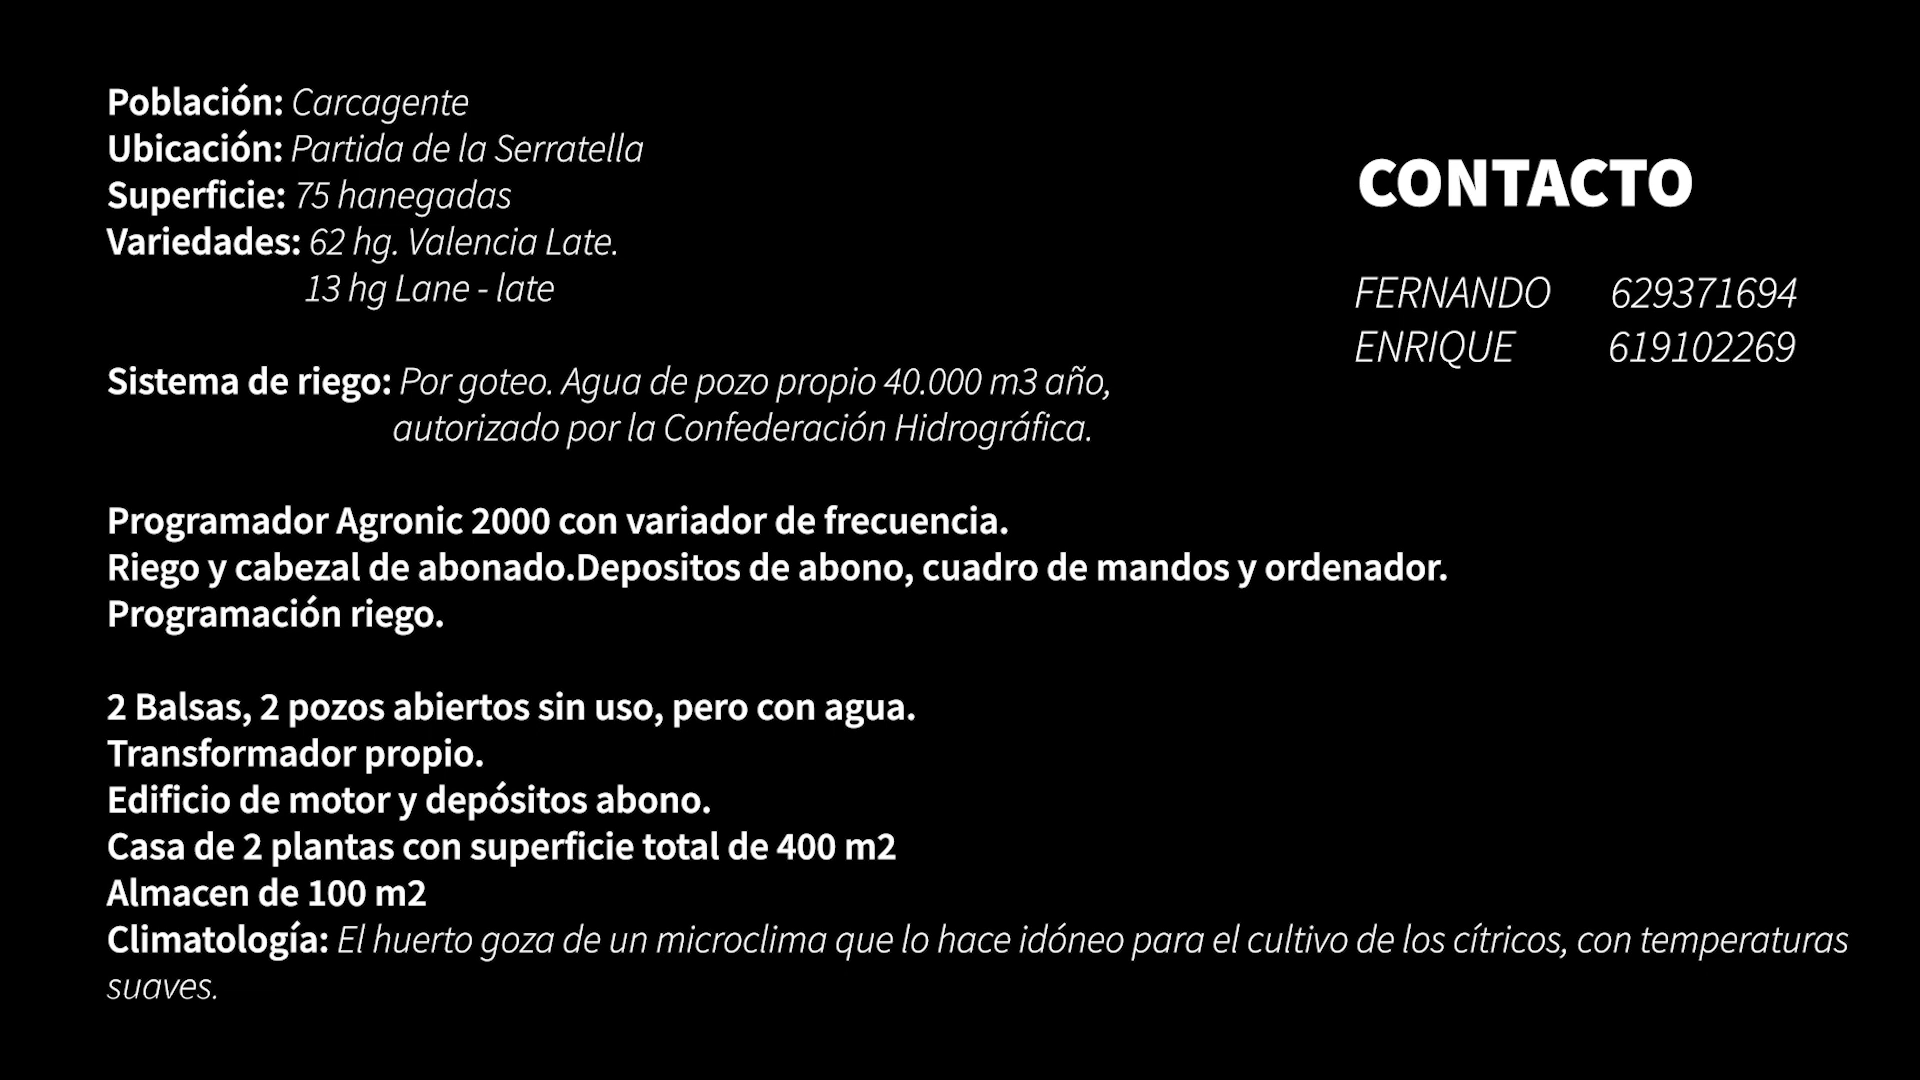 Población: Carcagente
Ubicación: Partida de la Serratella
Superficie: 75 hanegadas
Variedades: 62 hg. Valencia Late.
13 hg Lane - late
Sistema de riego: Por goteo. Agua de pozo propio 40.000 m3 año,
autorizado por la Confederación Hidrográfica.
Programador Agronic 2000 con variador de frecuencia.
Riego y cabezal de abonado.Depositos de abono, cuadro de mandos y ordenador.
Programación riego.
2 Balsas, 2 pozos abiertos sin uso, pero con agua.
Transformador propio.
Edificio de motor y depósitos abono.
Casa de 2 plantas con superficie total de 400 m2
Almacen de 100 m2
Climatología: El huerto goza de un microclima que lo hace idóneo para el cultivo de los cítricos, con temperaturas
suaves.
CONTACTO
FERNANDO 629371694
ENRIQUE 619102269